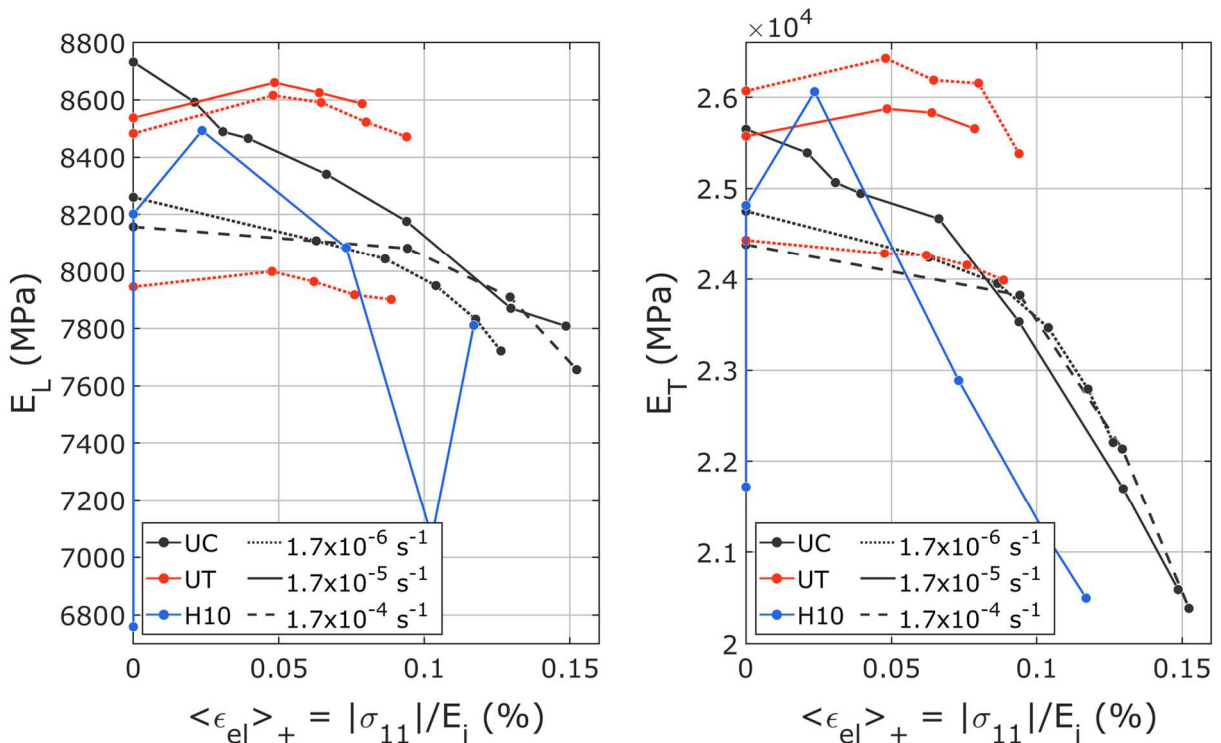 8800
8600
8400
8200
8000
7800
7600
7400
7200
7000
6800
E_L (MPa)
UC 1.7x10^-6 s^-1
UT 1.7x10^-5 s^-1
H10 1.7x10^-4 s^-1
0 0.05 0.1 0.15
<ϵ_el>_+ = |σ_11|/E_i (%)
×10^4
2.6
2.5
2.4
2.3
2.2
2.1
2
E_T (MPa)
UC 1.7x10^-6 s^-1
UT 1.7x10^-5 s^-1
H10 1.7x10^-4 s^-1
0 0.05 0.1 0.15
<ϵ_el>_+ = |σ_11|/E_i (%)